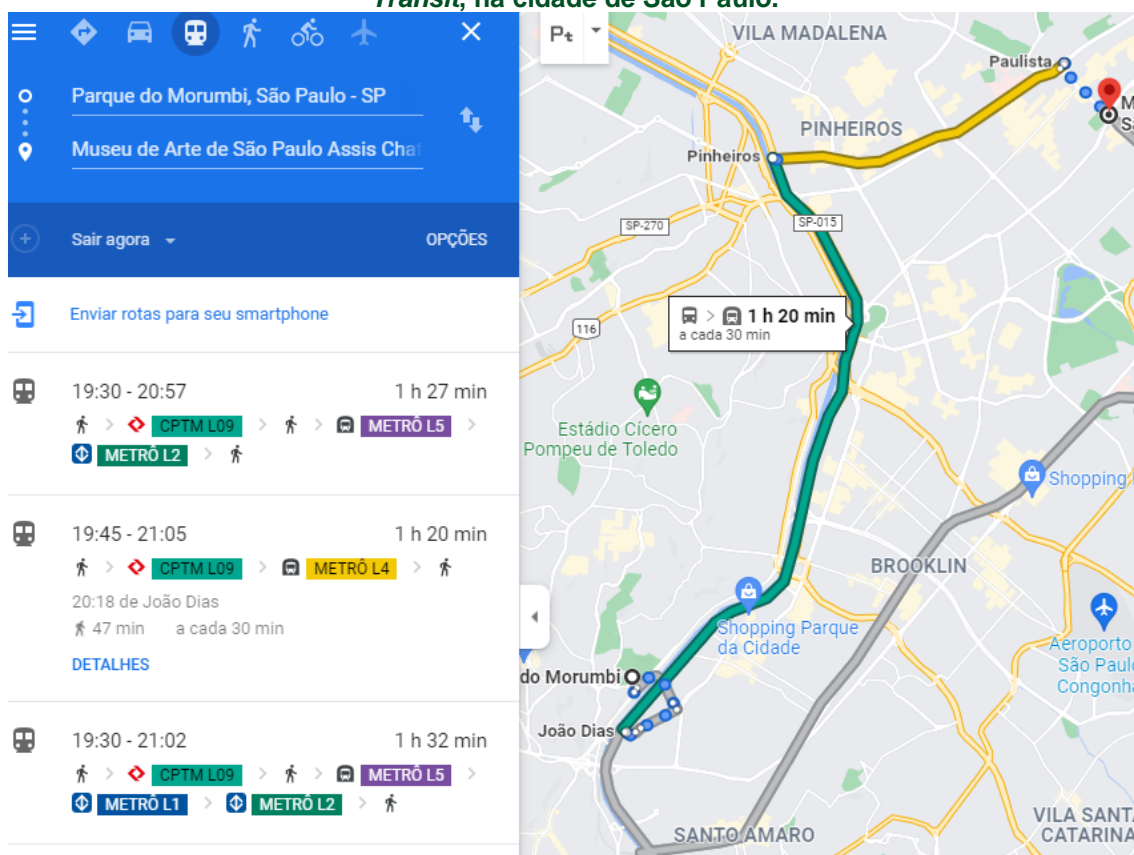 Transit, na cidade de São Paulo.
Parque do Morumbi, São Paulo - SP
Museu de Arte de São Paulo Assis Chat
Sair agora
OPÇÕES
Enviar rotas para seu smartphone
19:30 - 20:57 1 h 27 min
CPTM L09 METRÔ L5
METRÔ L2
19:45 - 21:05 1 h 20 min
CPTM L09 METRÔ L4
20:18 de João Dias
47 min a cada 30 min
DETALHES
19:30 - 21:02 1 h 32 min
CPTM L09 METRÔ L5
METRÔ L1 METRÔ L2
VILA MADALENA
Paulista
M
S
PINHEIROS
Pinheiros
SP-270
SP-015
116
1 h 20 min
a cada 30 min
Estádio Cícero
Pompeu de Toledo
Shopping
BROOKLIN
Shopping Parque
da Cidade
Aeroporto
São Paulo
Congonha
do Morumbi
João Dias
SANTO AMARO
VILA SANTA
CATARINA